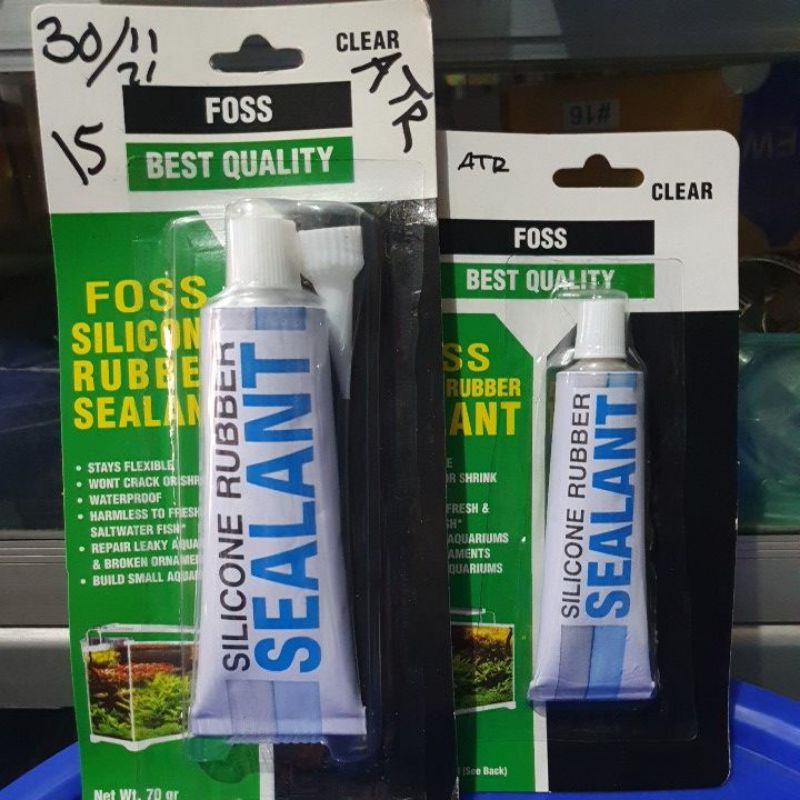 30/11
21
15
ATR
CLEAR
FOSS
BEST QUALITY
FOSS
SILICON
RUBBE
SEALAN
• STAYS FLEXIBLE
• WONT CRACK OR SHR
• WATERPROOF
• HARMLESS TO FRESH
SALTWATER FISH*
• REPAIR LEAKY AQUA
& BROKEN ORNAME
• BUILD SMALL AQUA
SILICONE RUBBER
SEALANT
Net Wt. 70 gr
ATR
CLEAR
FOSS
BEST QUALITY
SS
RUBBER
ANT
E
OR SHRINK
FRESH &
SH*
AQUARIUMS
AMENTS
AQUARIUMS
SILICONE RUBBER
SEALANT
(See Back)
#16